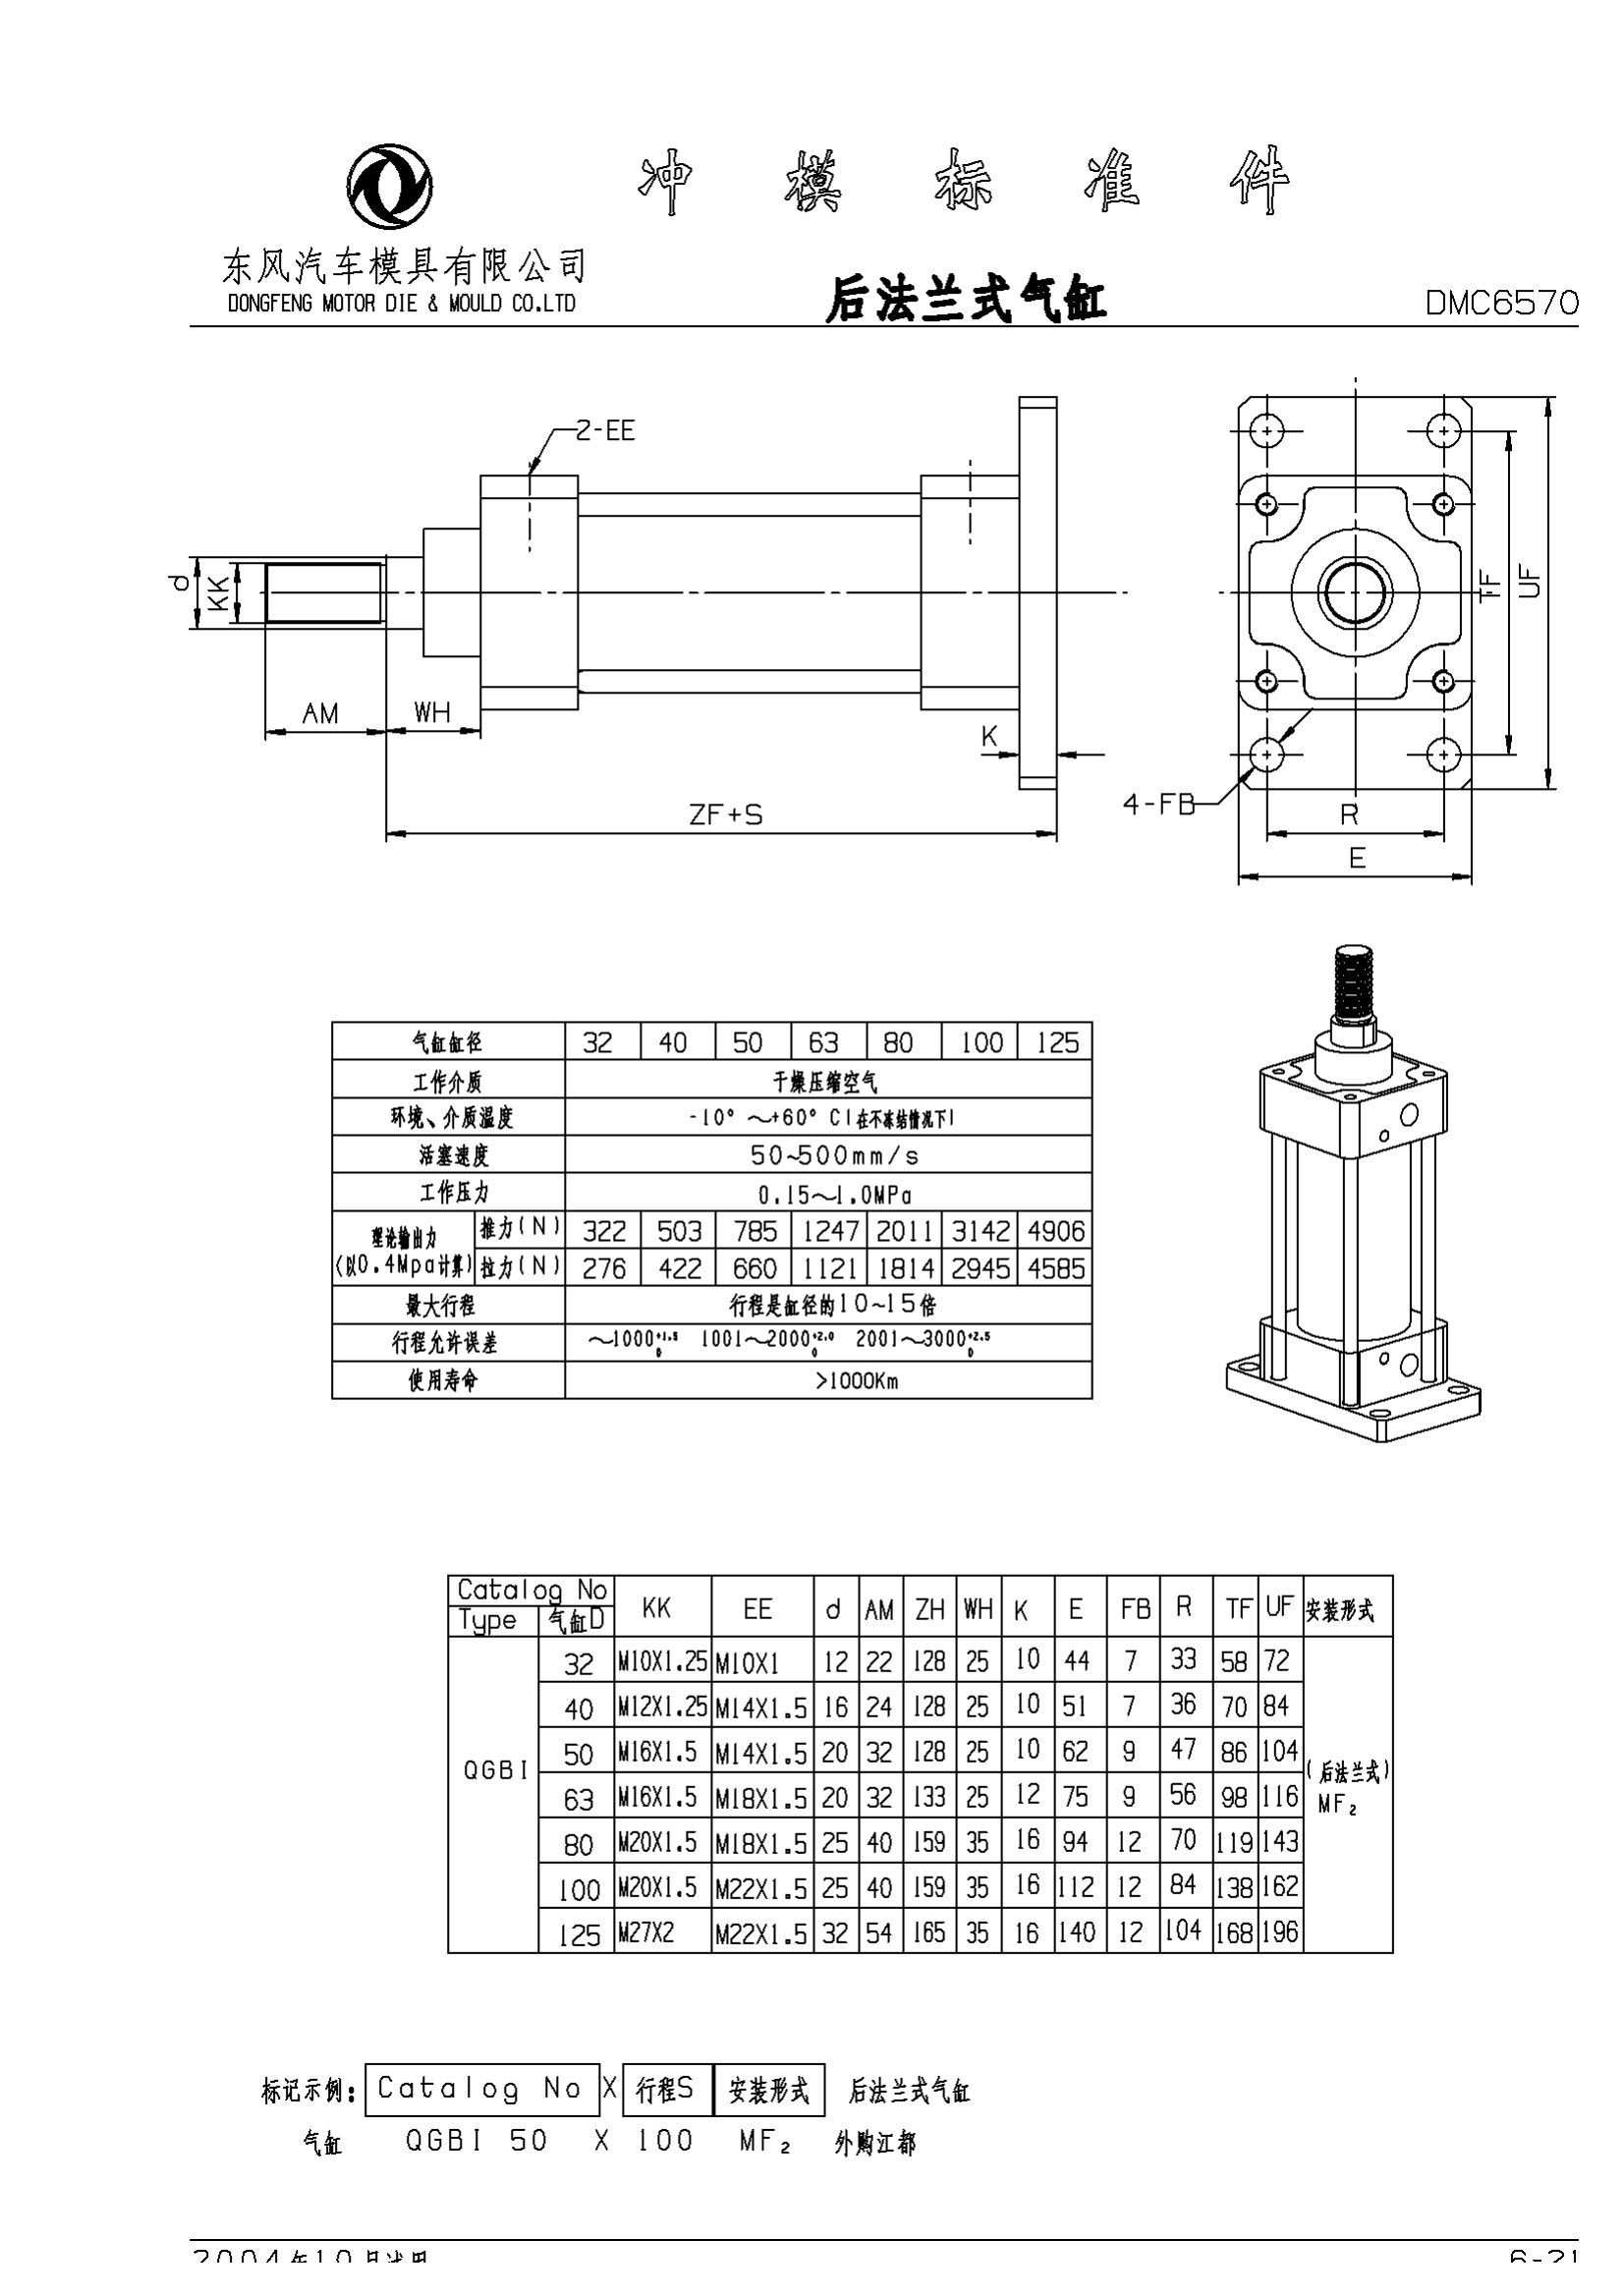 冲模标准件
东风汽车模具有限公司
DONGFENG MOTOR DIE & MOULD CO.LTD
后法兰式气缸
DMC6570
2-EE
d
KK
AM
WH
K
ZF+S
TF
UF
4-FB
R
E
气缸缸径 32 40 50 63 80 100 125
工作介质 干燥压缩空气
环境、介质温度 -10° ～+60° C(在不冻结情况下)
活塞速度 50~500mm/s
工作压力 0.15～1.0MPa
理论输出力
(以0.4Mpa计算)
推力(N) 322 503 785 1247 2011 3142 4906
拉力(N) 276 422 660 1121 1814 2945 4585
最大行程 行程是缸径的10~15倍
行程允许误差 ～1000+1.5 0 1001～2000+2.0 0 2001～3000+2.5 0
使用寿命 >1000Km
Catalog No KK EE d AM ZH WH K E FB R TF UF 安装形式
Type 气缸D
32 M10X1.25 M10X1 12 22 128 25 10 44 7 33 58 72
40 M12X1.25 M14X1.5 16 24 128 25 10 51 7 36 70 84
QGBI 50 M16X1.5 M14X1.5 20 32 128 25 10 62 9 47 86 104
(后法兰式)
MF₂
63 M16X1.5 M18X1.5 20 32 133 25 12 75 9 56 98 116
80 M20X1.5 M18X1.5 25 40 159 35 16 94 12 70 119 143
100 M20X1.5 M22X1.5 25 40 159 35 16 112 12 84 138 162
125 M27X2 M22X1.5 32 54 165 35 16 140 12 104 168 196
标记示例: Catalog No X 行程S 安装形式 后法兰式气缸
气缸 QGBI 50 X 100 MF₂ 外购江都
2004年10月
6-21